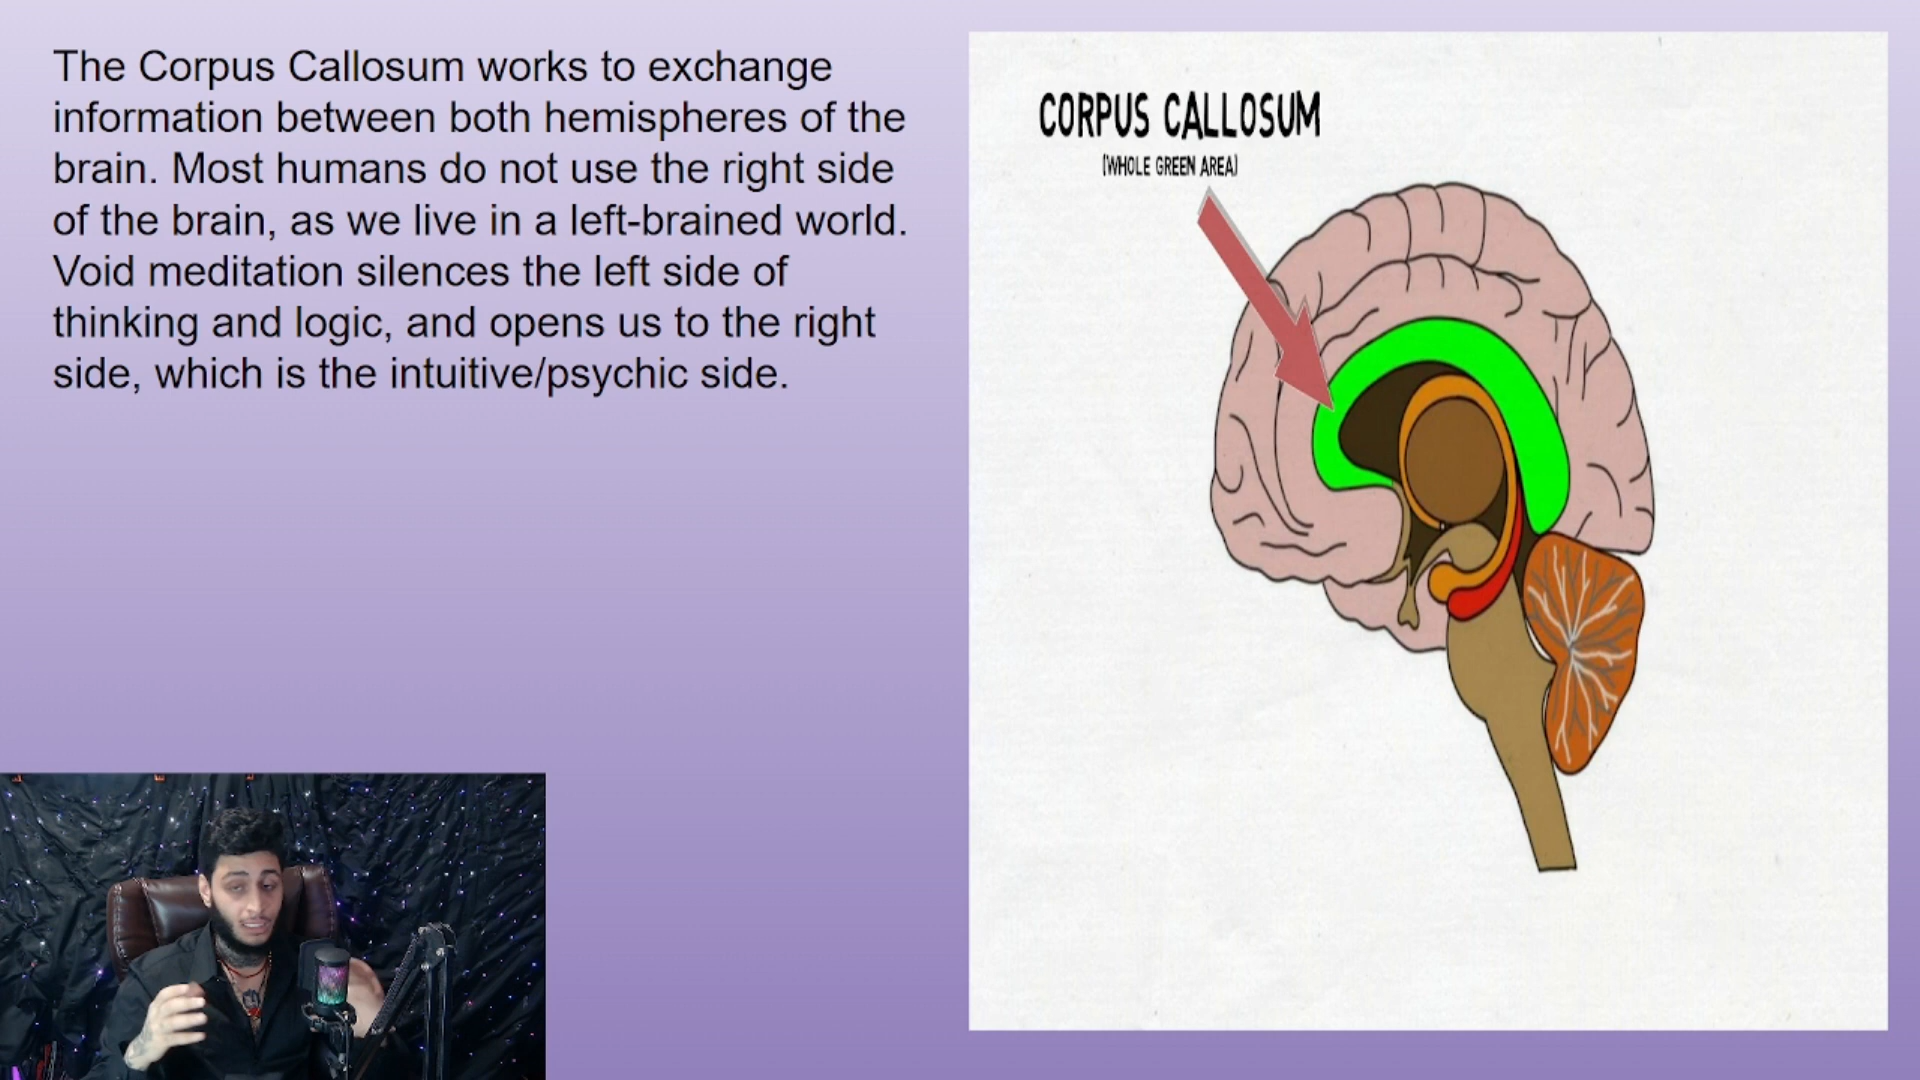 The Corpus Callosum works to exchange
information between both hemispheres of the
brain. Most humans do not use the right side
of the brain, as we live in a left-brained world.
Void meditation silences the left side of
thinking and logic, and opens us to the right
side, which is the intuitive/psychic side.
CORPUS CALLOSUM
(WHOLE GREEN AREA)